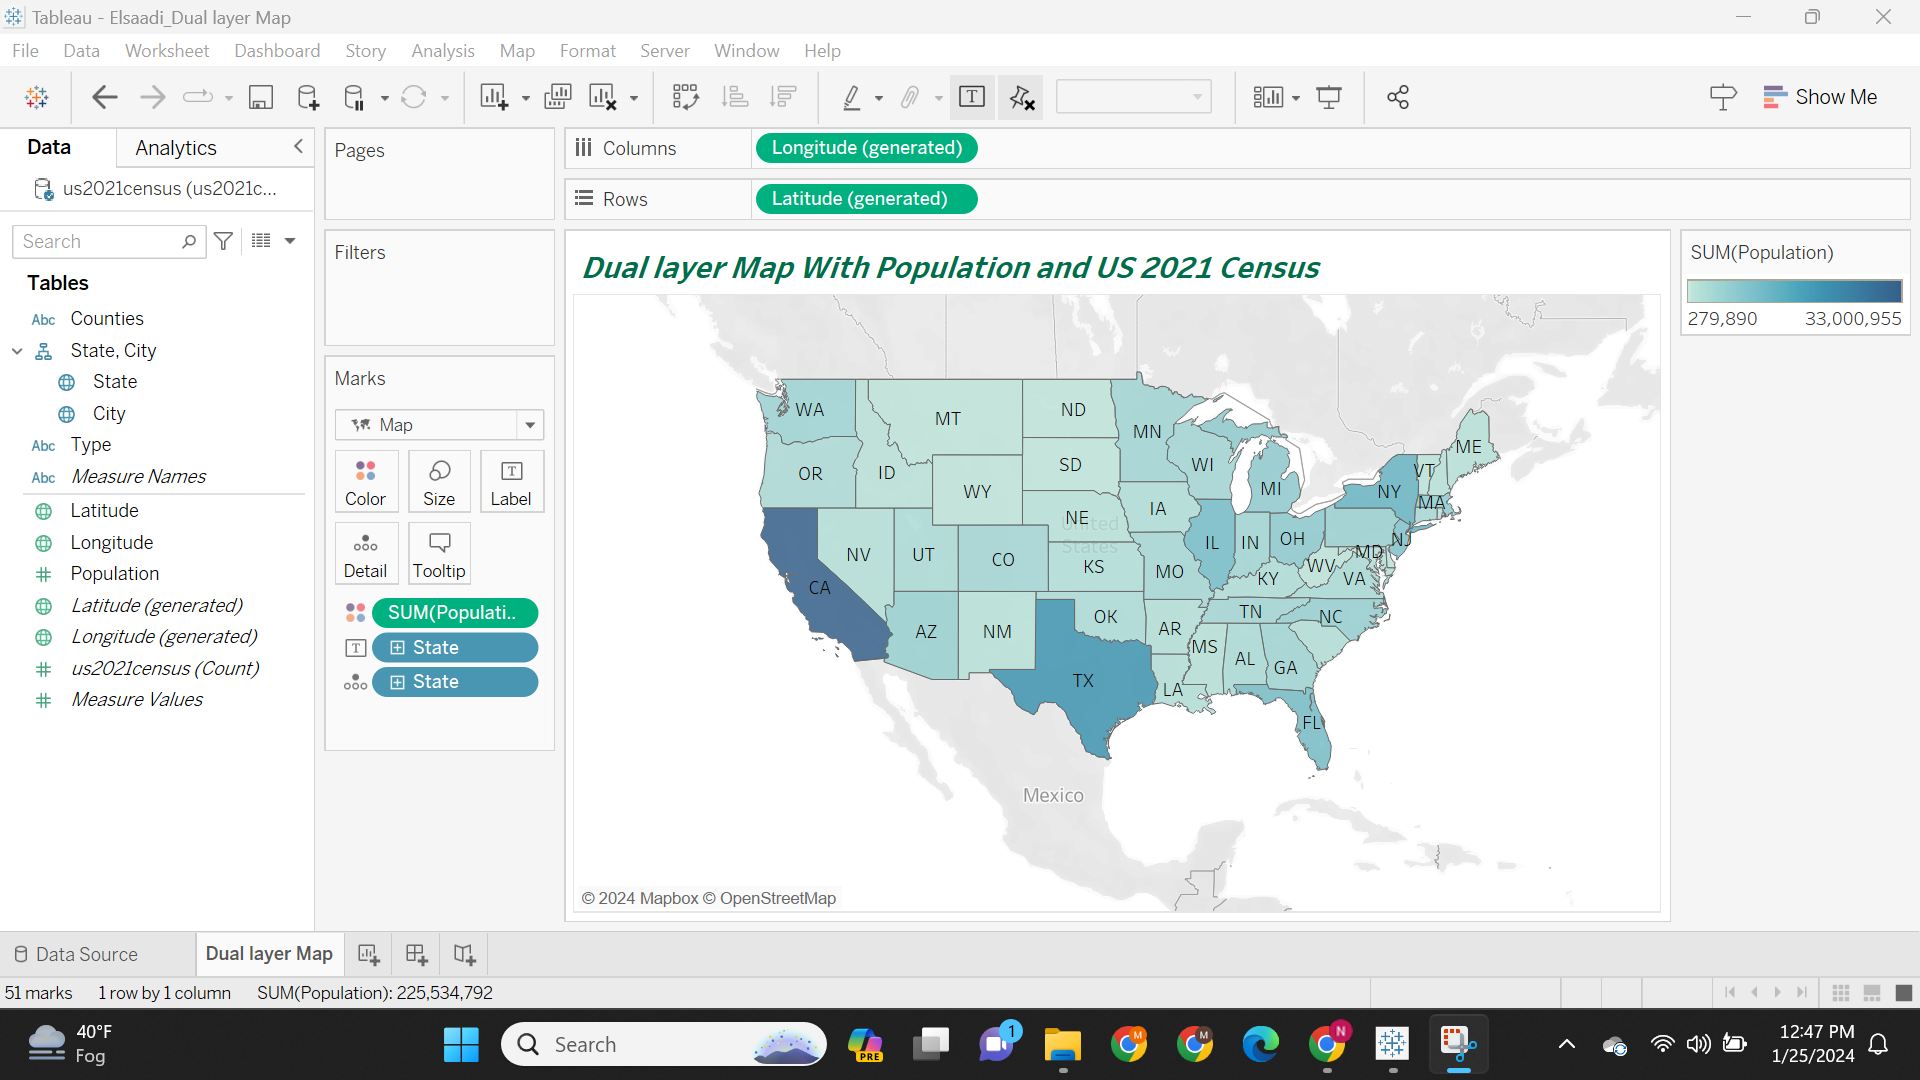 Tableau - Elsaadi_Dual layer Map
File Data Worksheet Dashboard Story Analysis Map Format Server Window Help
Show Me
Data Analytics
us2021census (us2021c...
Search
Tables
Abc Counties
State, City
State
City
Abc Type
Abc Measure Names
Latitude
Longitude
Population
Latitude (generated)
Longitude (generated)
us2021census (Count)
Measure Values
Pages
Filters
Marks
Map
Color Size Label
Detail Tooltip
SUM(Populati..
State
State
Columns Longitude (generated)
Rows Latitude (generated)
Dual layer Map With Population and US 2021 Census
WA MT ND MN ME
OR ID SD WI VT
WY MI NY MA
NE IA
United
States
NV UT CO KS MO IL IN OH MD NJ
CA KY WV VA
AZ NM OK AR TN NC
TX LA MS AL GA
FL
Mexico
© 2024 Mapbox © OpenStreetMap
SUM(Population)
279,890 33,000,955
Data Source Dual layer Map
51 marks 1 row by 1 column SUM(Population): 225,534,792
40°F
Fog
Search
PRE
1
M
M
N
12:47 PM
1/25/2024